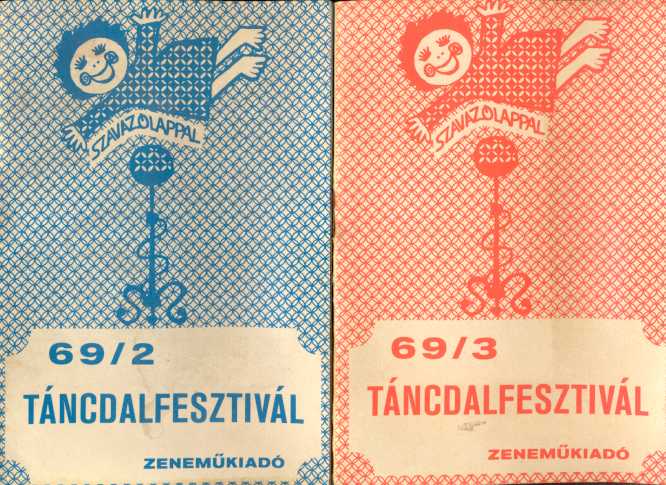 SZAVAZÓLAPPAL
69/2
TÁNCDALFESZTIVÁL
ZENEMŰKIADÓ
SZAVAZÓLAPPAL
69/3
TÁNCDALFESZTIVÁL
ZENEMŰKIADÓ